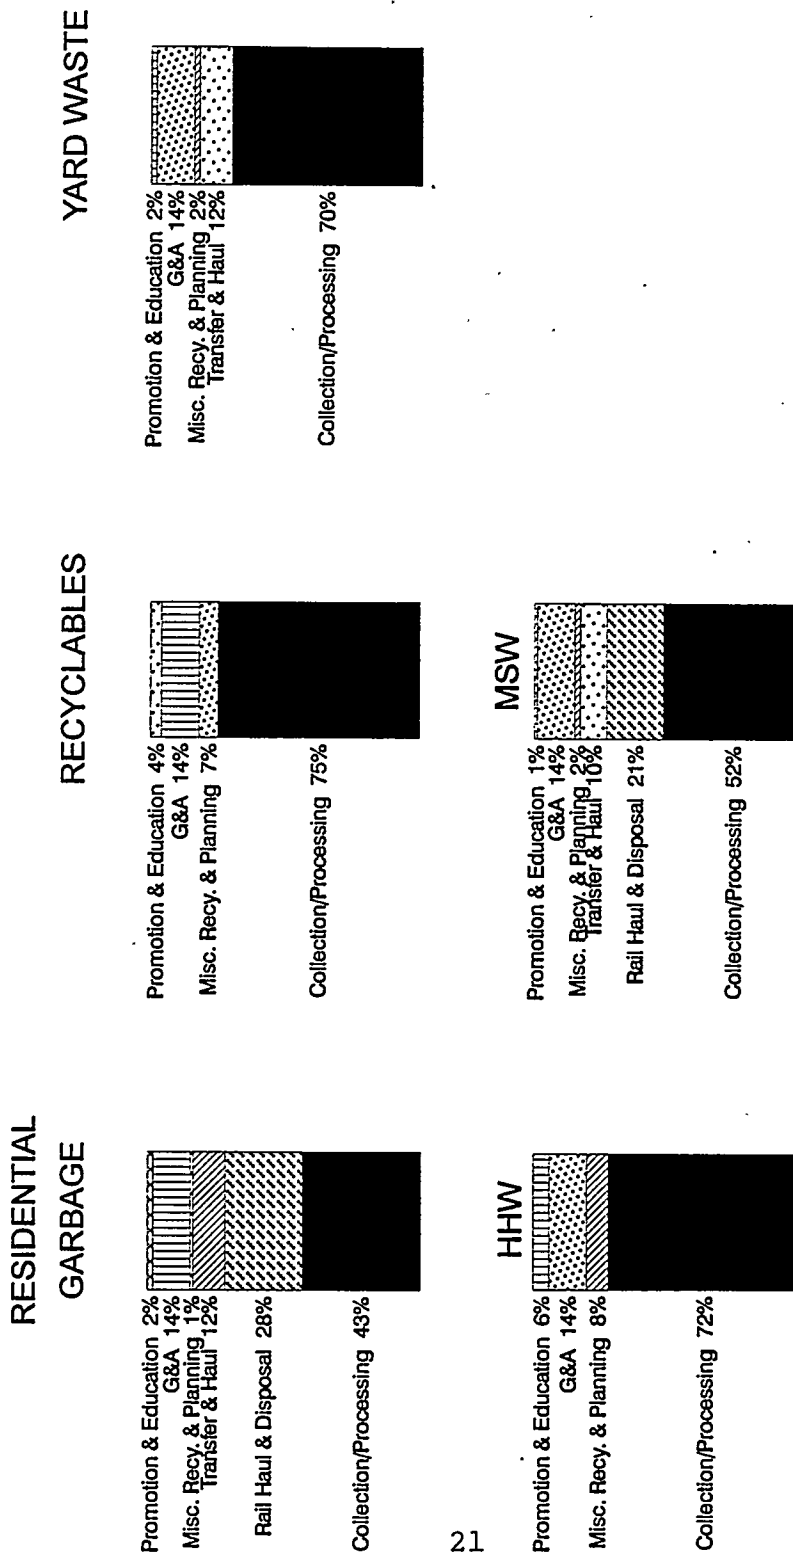 RESIDENTIAL
GARBAGE
Promotion & Education 2%
G&A 14%
Misc. Recy. & Planning 1%
Transfer & Haul 12%
Rail Haul & Disposal 28%
Collection/Processing 43%
RECYCLABLES
Promotion & Education 4%
G&A 14%
Misc. Recy. & Planning 7%
Collection/Processing 75%
YARD WASTE
Promotion & Education 2%
G&A 14%
Misc. Recy. & Planning 2%
Transfer & Haul 12%
Collection/Processing 70%
HHW
Promotion & Education 6%
G&A 14%
Misc. Recy. & Planning 8%
Collection/Processing 72%
MSW
Promotion & Education 1%
G&A 14%
Misc. Recy. & Planning 2%
Transfer & Haul 10%
Rail Haul & Disposal 21%
Collection/Processing 52%
21